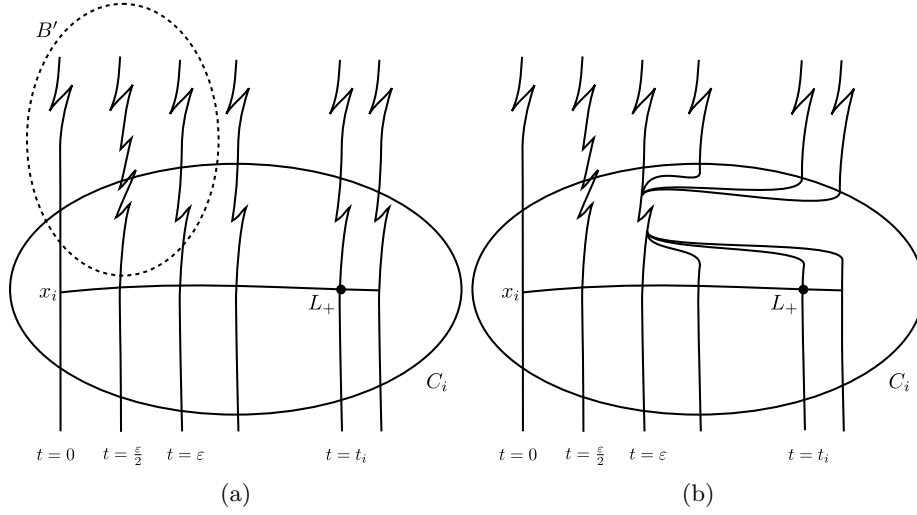 B′
x_i
L_+
C_i
t = 0
t = ε/2
t = ε
t = t_i
(a)
x_i
L_+
C_i
t = 0
t = ε/2
t = ε
t = t_i
(b)